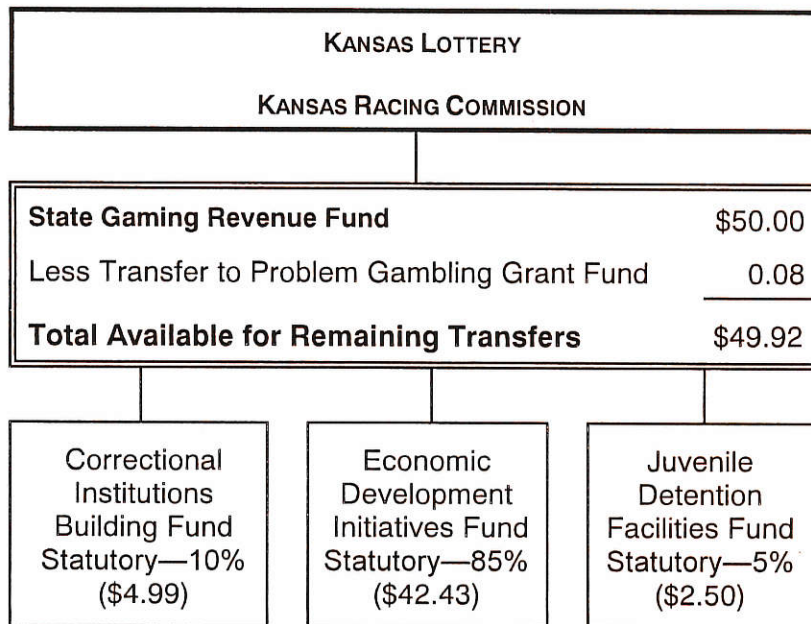 KANSAS LOTTERY
KANSAS RACING COMMISSION
State Gaming Revenue Fund $50.00
Less Transfer to Problem Gambling Grant Fund 0.08
Total Available for Remaining Transfers $49.92
Correctional
Institutions
Building Fund
Statutory—10%
($4.99)
Economic
Development
Initiatives Fund
Statutory—85%
($42.43)
Juvenile
Detention
Facilities Fund
Statutory—5%
($2.50)